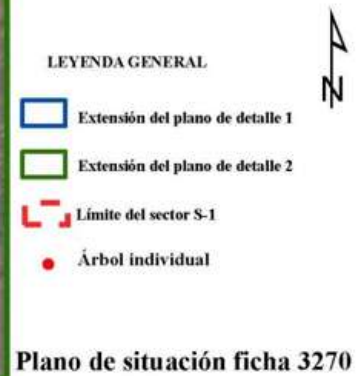 N
LEYENDA GENERAL
Extensión del plano de detalle 1
Extensión del plano de detalle 2
Límite del sector S-1
Árbol individual
Plano de situación ficha 3270